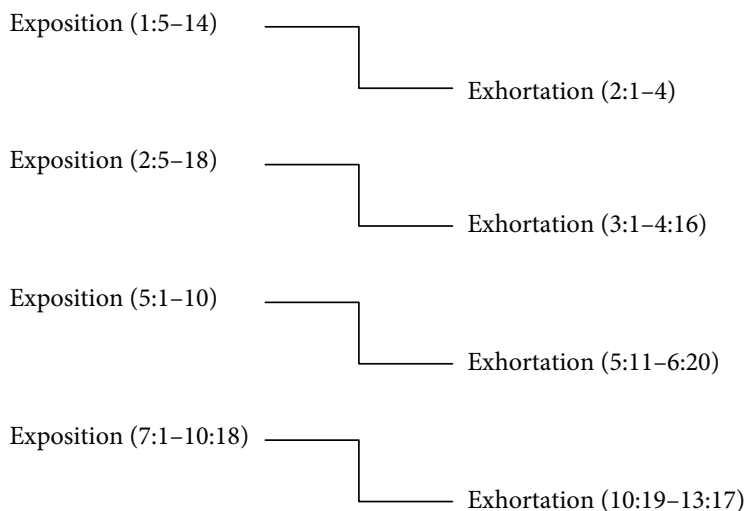 Exposition (1:5–14)
Exhortation (2:1–4)
Exposition (2:5–18)
Exhortation (3:1–4:16)
Exposition (5:1–10)
Exhortation (5:11–6:20)
Exposition (7:1–10:18)
Exhortation (10:19–13:17)